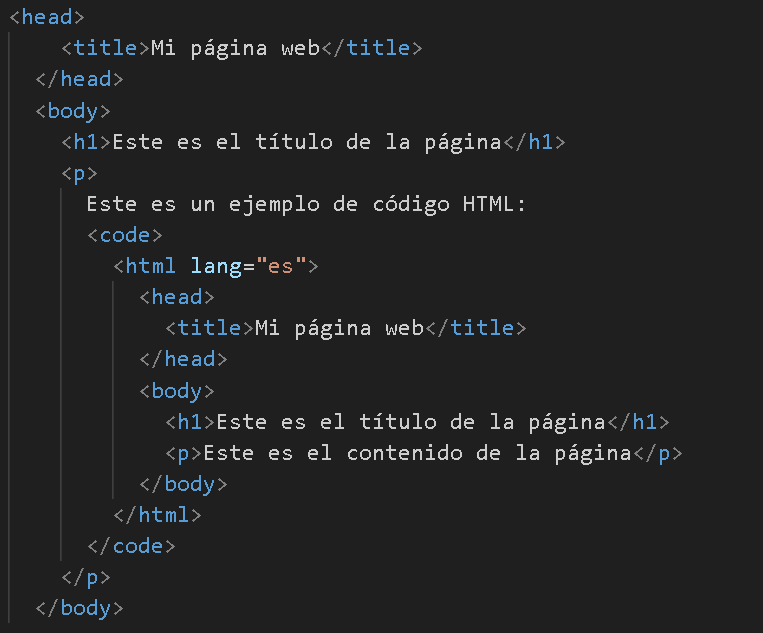 <head>
<title>Mi página web</title>
</head>
<body>
<h1>Este es el título de la página</h1>
<p>
Este es un ejemplo de código HTML:
<code>
<html lang="es">
<head>
<title>Mi página web</title>
</head>
<body>
<h1>Este es el título de la página</h1>
<p>Este es el contenido de la página</p>
</body>
</html>
</code>
</p>
</body>